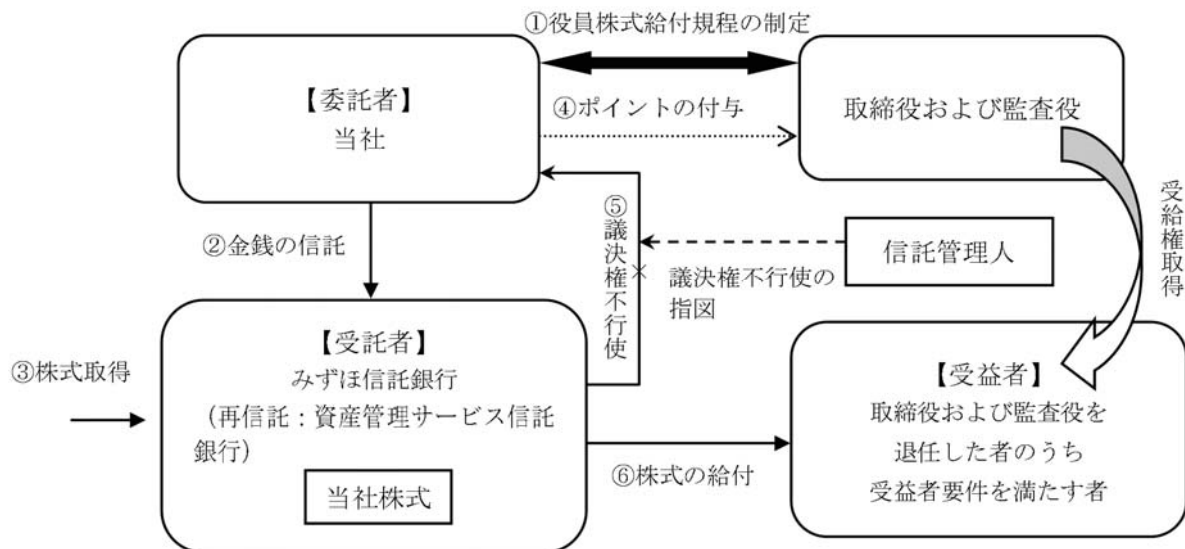 ①役員株式給付規程の制定
【委託者】
当社
④ポイントの付与
取締役および監査役
受給権取得
②金銭の信託
⑤議決権不行使
×
信託管理人
議決権不行使の
指図
③株式取得
【受託者】
みずほ信託銀行
（再信託：資産管理サービス信託
銀行）
当社株式
⑥株式の給付
【受益者】
取締役および監査役を
退任した者のうち
受益者要件を満たす者